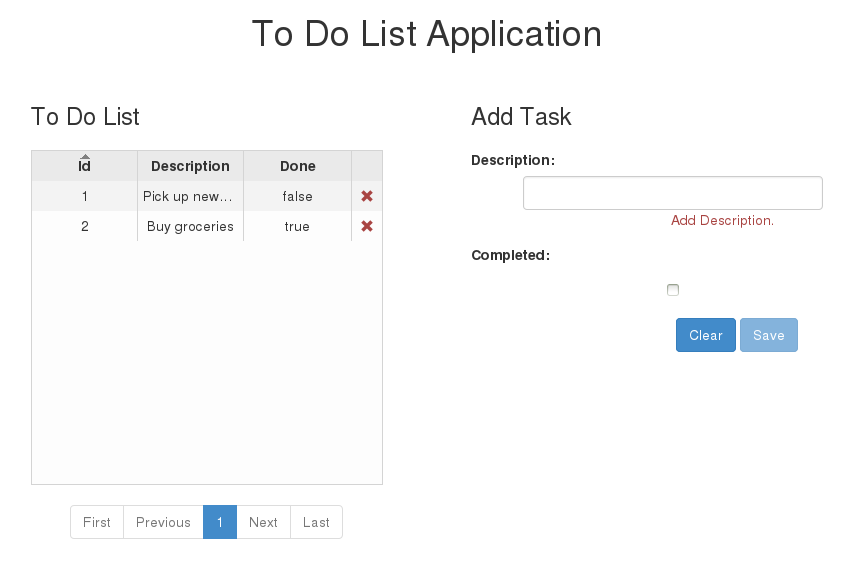 To Do List Application
To Do List
Id Description Done
1 Pick up new... false
2 Buy groceries true
First Previous 1 Next Last
Add Task
Description:
Add Description.
Completed:
Clear Save